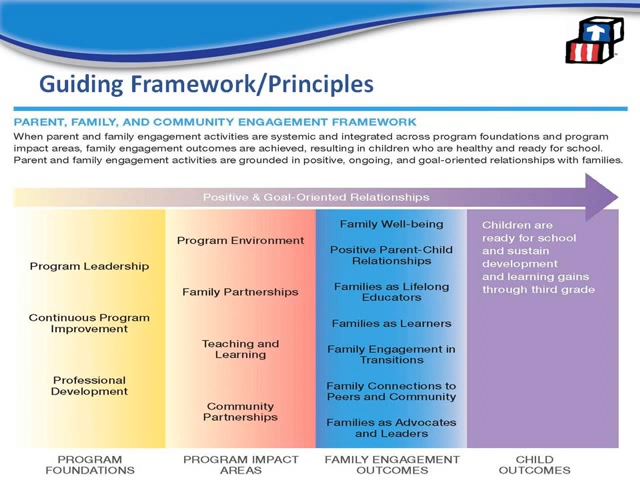 Guiding Framework/Principles
PARENT, FAMILY, AND COMMUNITY ENGAGEMENT FRAMEWORK
When parent and family engagement activities are systemic and integrated across program foundations and program
impact areas, family engagement outcomes are achieved, resulting in children who are healthy and ready for school.
Parent and family engagement activities are grounded in positive, ongoing, and goal-oriented relationships with families.
Positive & Goal-Oriented Relationships
Program Leadership
Continuous Program
Improvement
Professional
Development
PROGRAM
FOUNDATIONS
Program Environment
Family Partnerships
Teaching and
Learning
Community
Partnerships
PROGRAM IMPACT
AREAS
Family Well-being
Positive Parent-Child
Relationships
Families as Lifelong
Educators
Families as Learners
Family Engagement in
Transitions
Family Connections to
Peers and Community
Families as Advocates
and Leaders
FAMILY ENGAGEMENT
OUTCOMES
Children are
ready for school
and sustain
development
and learning gains
through third grade
CHILD
OUTCOMES